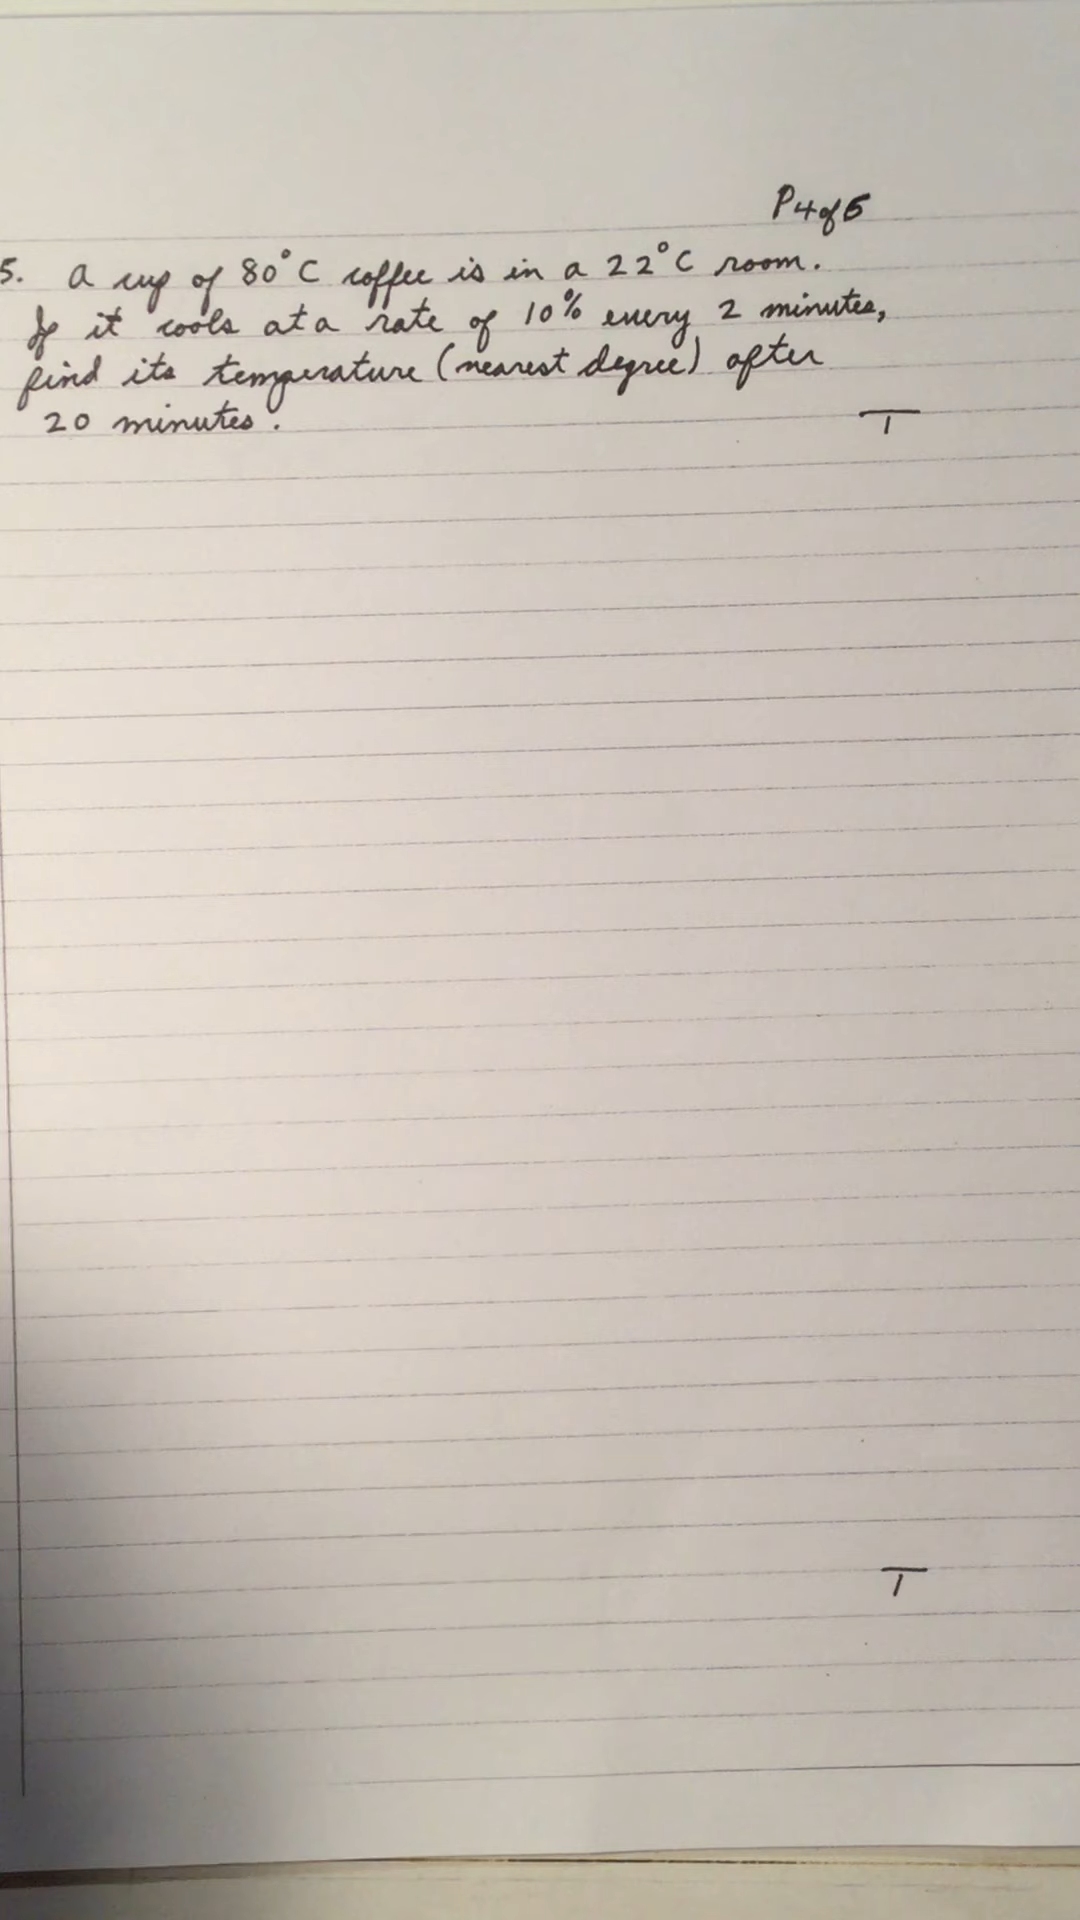 P4of5
5. A cup of 80°C coffee is in a 22°C room.
If it cools at a rate of 10% every 2 minutes,
find its temperature (nearest degree) after
20 minutes.
T
T